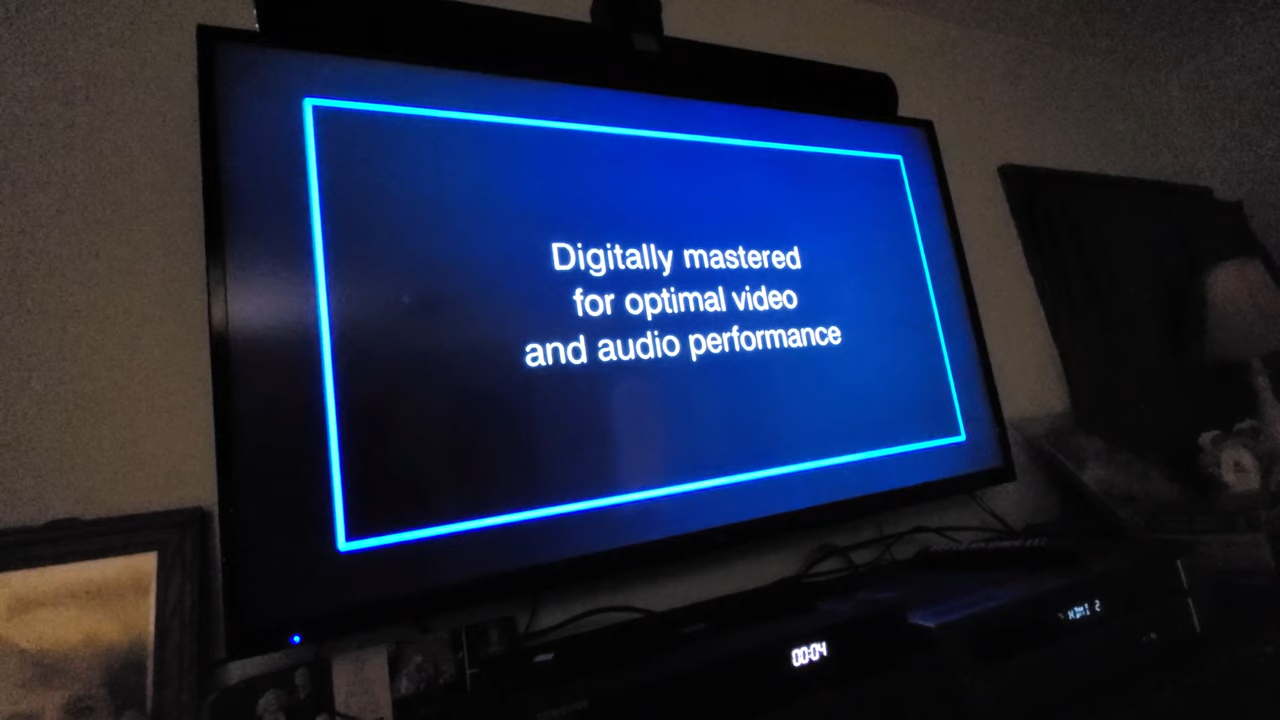 Digitally mastered
for optimal video
and audio performance
00:04